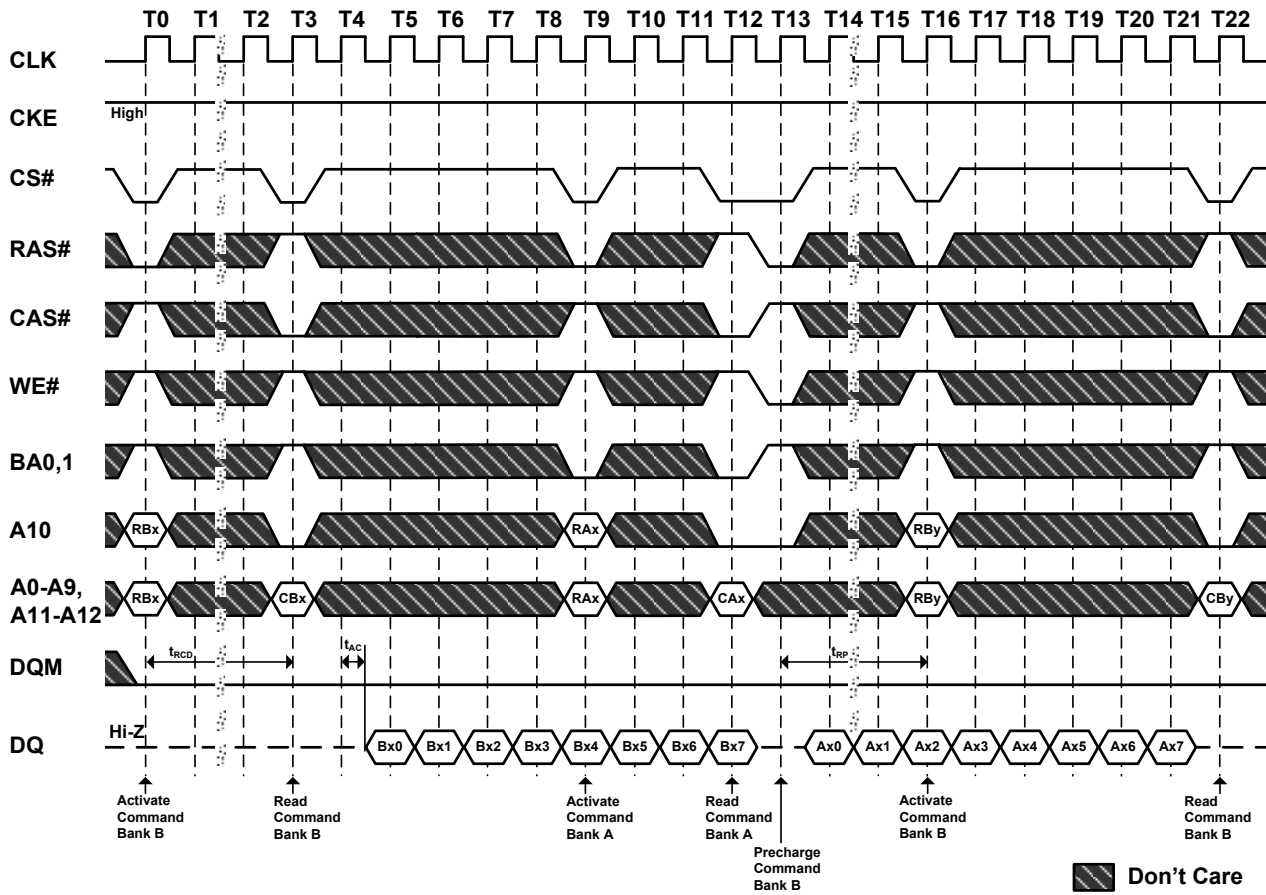 T0 T1 T2 T3 T4 T5 T6 T7 T8 T9 T10 T11 T12 T13 T14 T15 T16 T17 T18 T19 T20 T21 T22
CLK
CKE High
CS#
RAS#
CAS#
WE#
BA0,1
A10 RBx RAx RBy
A0-A9,
A11-A12 RBx CBx RAx CAx RBy CBy
DQM tRCD tAC tRP
DQ Hi-Z Bx0 Bx1 Bx2 Bx3 Bx4 Bx5 Bx6 Bx7 Ax0 Ax1 Ax2 Ax3 Ax4 Ax5 Ax6 Ax7
Activate
Command
Bank B
Read
Command
Bank B
Activate
Command
Bank A
Read
Command
Bank A
Precharge
Command
Bank B
Activate
Command
Bank B
Read
Command
Bank B
Don't Care